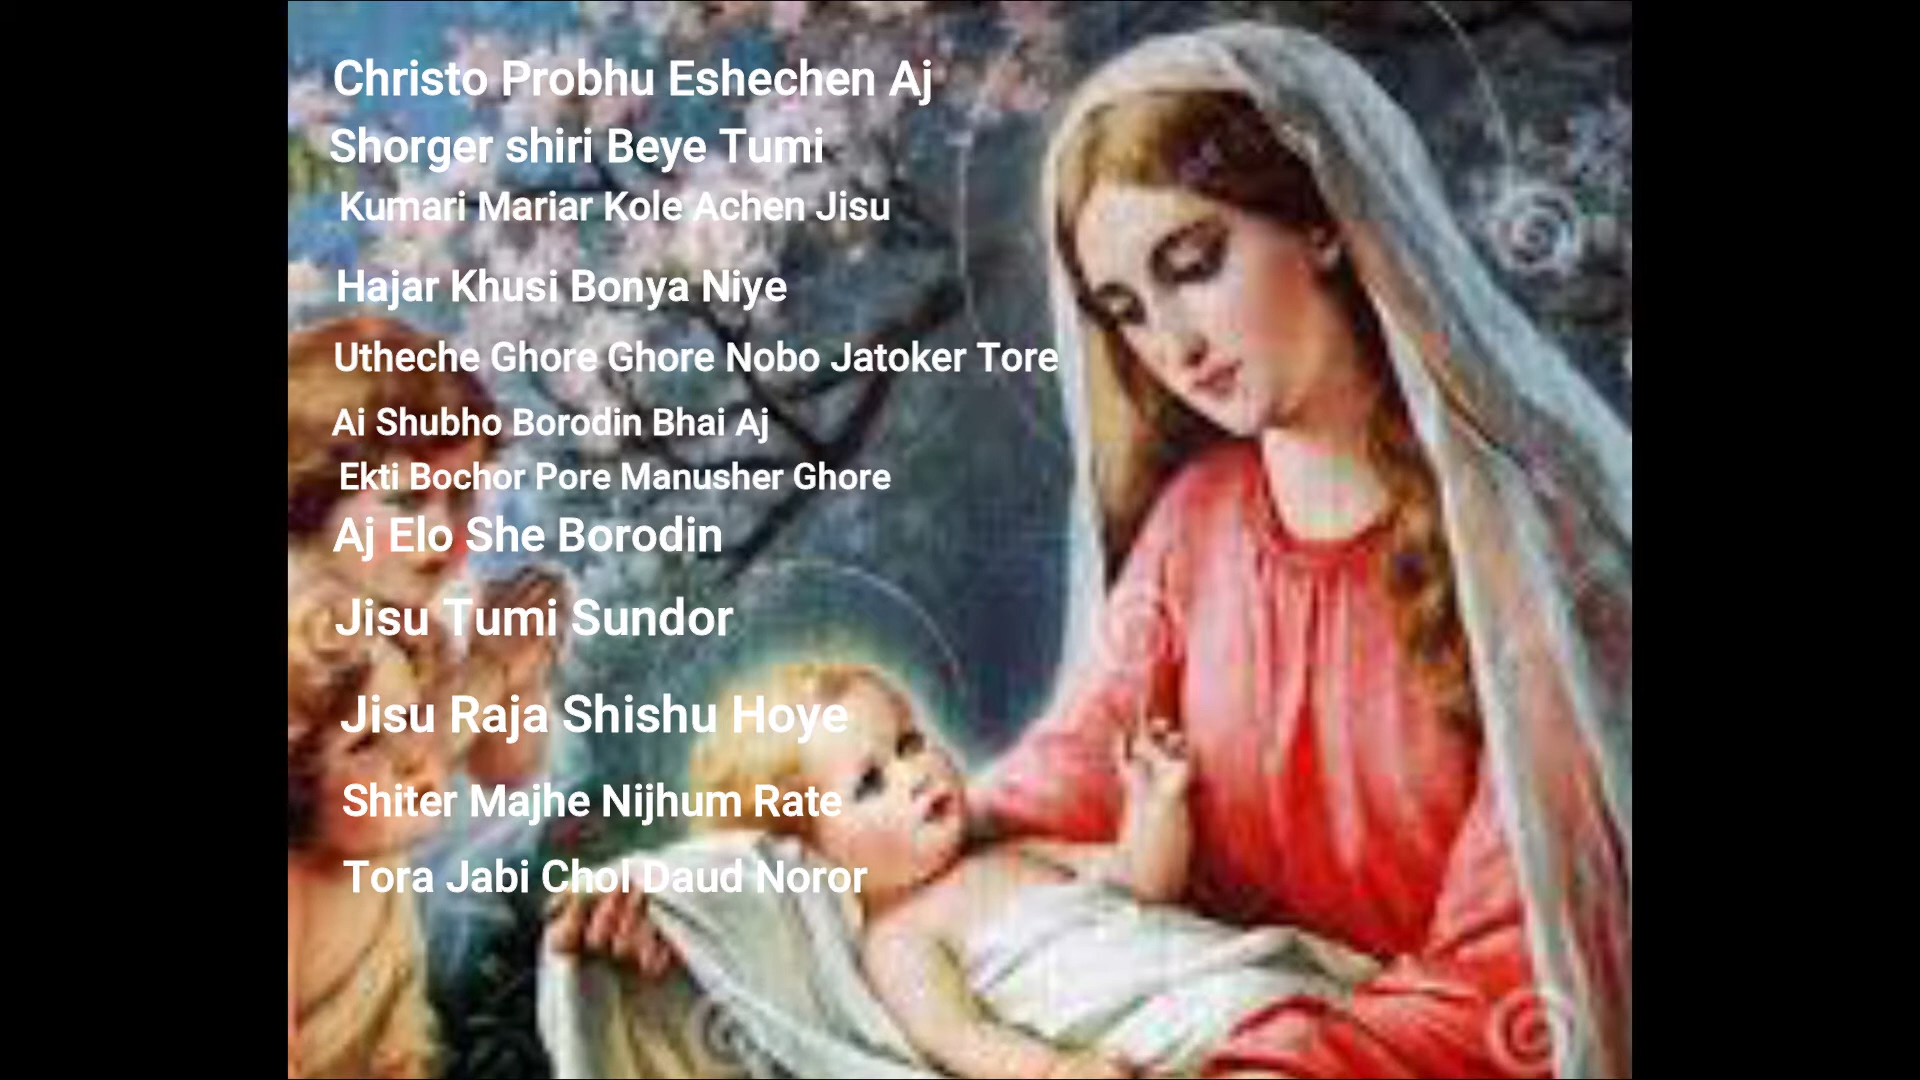 Christo Probhu Eshechen Aj
Shorger shiri Beye Tumi
Kumari Mariar Kole Achen Jisu
Hajar Khusi Bonya Niye
Utheche Ghore Ghore Nobo Jatoker Tore
Ai Shubho Borodin Bhai Aj
Ekti Bochor Pore Manusher Ghore
Aj Elo She Borodin
Jisu Tumi Sundor
Jisu Raja Shishu Hoye
Shiter Majhe Nijhum Rate
Tora Jabi Chol Daud Noror